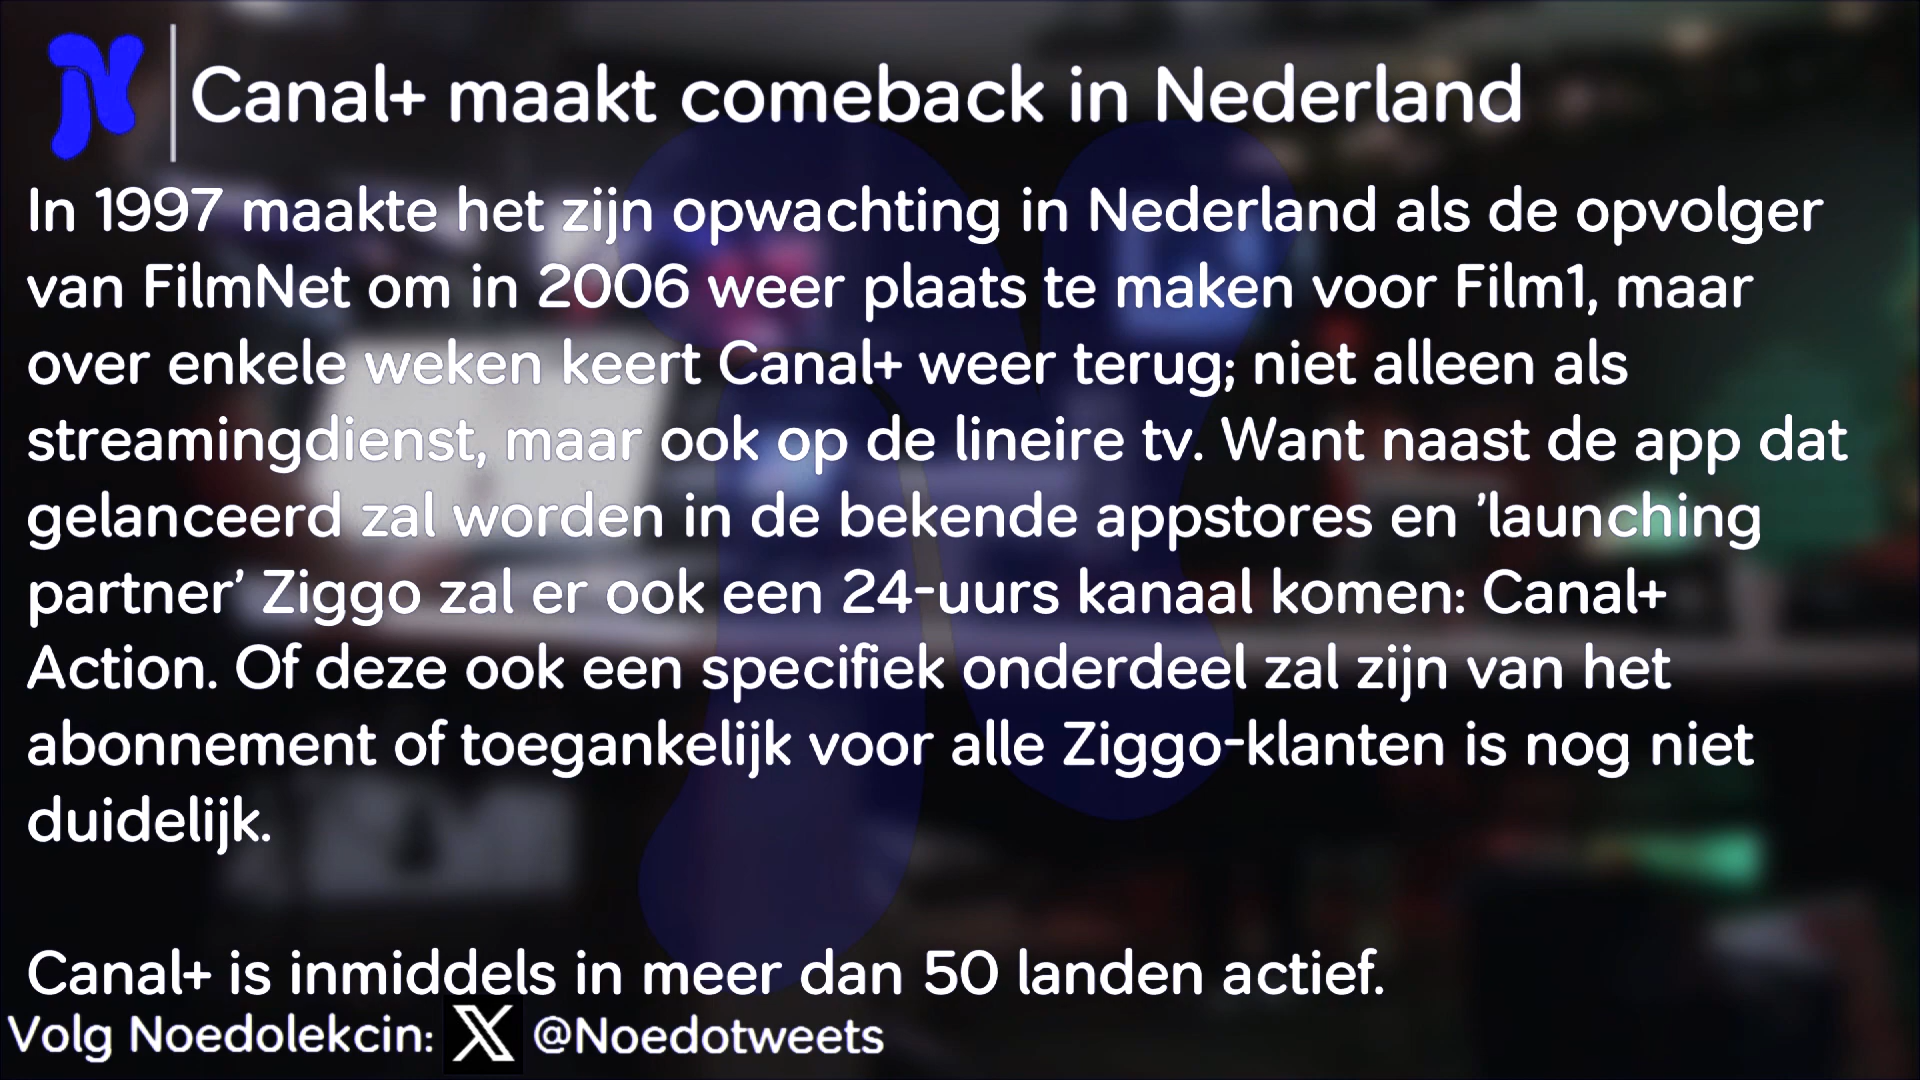 Canal+ maakt comeback in Nederland
In 1997 maakte het zijn opwachting in Nederland als de opvolger
van FilmNet om in 2006 weer plaats te maken voor Film1, maar
over enkele weken keert Canal+ weer terug; niet alleen als
streamingdienst, maar ook op de lineire tv. Want naast de app dat
gelanceerd zal worden in de bekende appstores en 'launching
partner' Ziggo zal er ook een 24-uurs kanaal komen: Canal+
Action. Of deze ook een specifiek onderdeel zal zijn van het
abonnement of toegankelijk voor alle Ziggo-klanten is nog niet
duidelijk.
Canal+ is inmiddels in meer dan 50 landen actief.
Volg Noedolekcin: X @Noedotweets